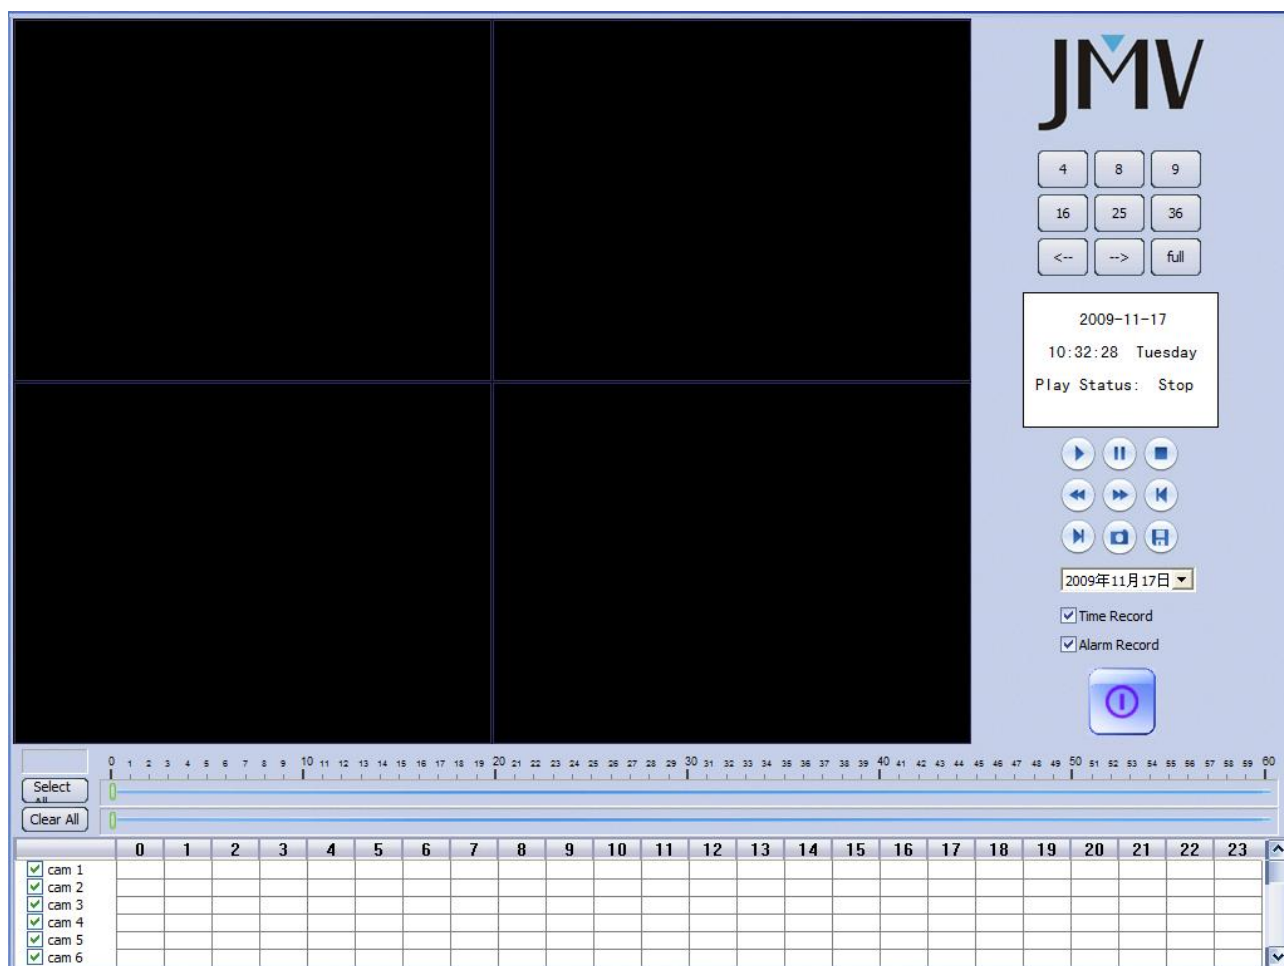 JMV
4 8 9
16 25 36
<-- --> full
2009-11-17
10:32:28 Tuesday
Play Status: Stop
2009年11月17日
Time Record
Alarm Record
0 1 2 3 4 5 6 7 8 9 10 11 12 13 14 15 16 17 18 19 20 21 22 23 24 25 26 27 28 29 30 31 32 33 34 35 36 37 38 39 40 41 42 43 44 45 46 47 48 49 50 51 52 53 54 55 56 57 58 59 60
Select
All
Clear All
0 1 2 3 4 5 6 7 8 9 10 11 12 13 14 15 16 17 18 19 20 21 22 23
cam 1
cam 2
cam 3
cam 4
cam 5
cam 6